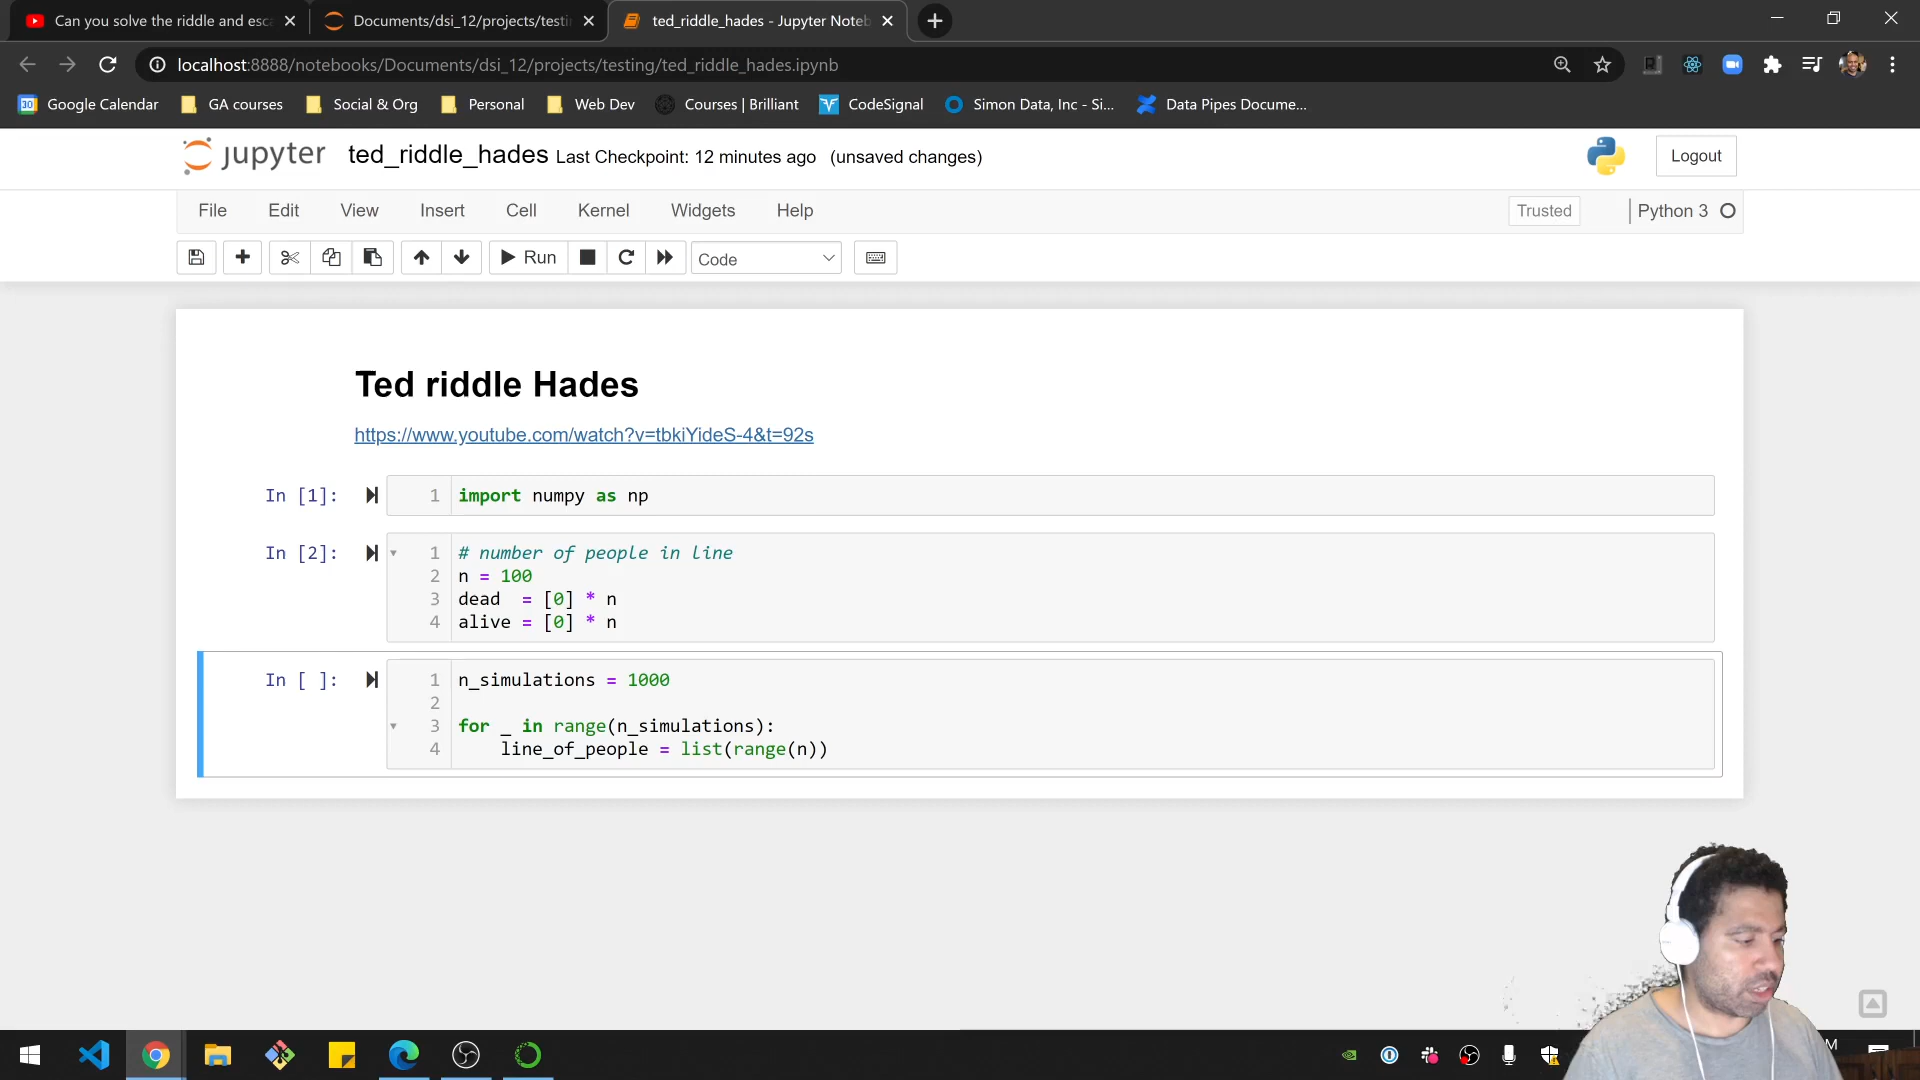 Can you solve the riddle and esc
Documents/dsi_12/projects/testi
ted_riddle_hades - Jupyter Noteb
localhost:8888/notebooks/Documents/dsi_12/projects/testing/ted_riddle_hades.ipynb
30 Google Calendar GA courses Social & Org Personal Web Dev Courses | Brilliant CodeSignal Simon Data, Inc - Si... Data Pipes Docume...
jupyter ted_riddle_hades Last Checkpoint: 12 minutes ago (unsaved changes) Logout
File Edit View Insert Cell Kernel Widgets Help Trusted Python 3
Run Code
Ted riddle Hades
https://www.youtube.com/watch?v=tbkiYideS-4&t=92s
In [1]: 1 import numpy as np
In [2]: 1 # number of people in line
2 n = 100
3 dead  = [0] * n
4 alive = [0] * n
In [ ]: 1 n_simulations = 1000
2
3 for _ in range(n_simulations):
4     line_of_people = list(range(n))
M